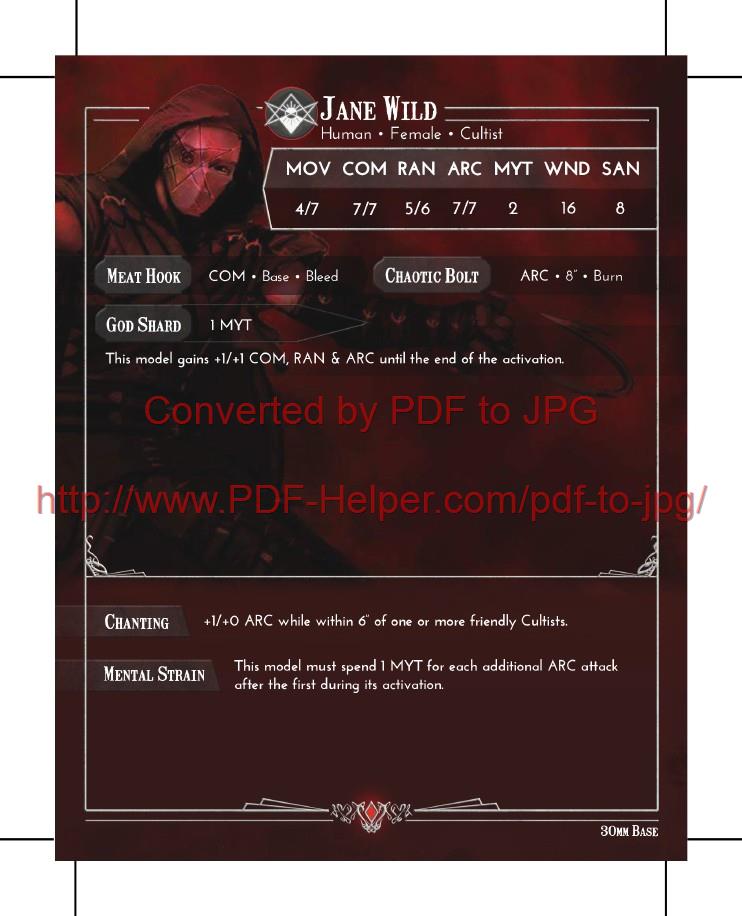 JANE WILD
Human • Female • Cultist
MOV COM RAN ARC MYT WND SAN
4/7 7/7 5/6 7/7 2 16 8
MEAT HOOK COM • Base • Bleed CHAOTIC BOLT ARC • 8" • Burn
GOD SHARD 1 MYT
This model gains +1/+1 COM, RAN & ARC until the end of the activation.
Converted by PDF to JPG
http://www.PDF-Helper.com/pdf-to-jpg/
CHANTING +1/+0 ARC while within 6" of one or more friendly Cultists.
MENTAL STRAIN This model must spend 1 MYT for each additional ARC attack
after the first during its activation.
30MM BASE